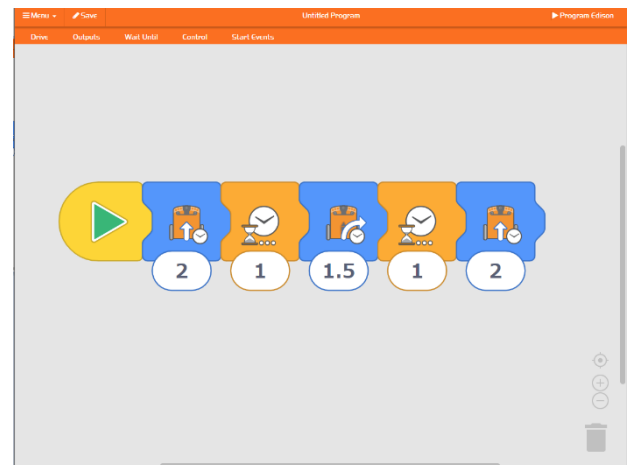 Menu Save Untitled Program Program Edison
Drive Outputs Wait Until Control Start Events
2 1 1.5 1 2